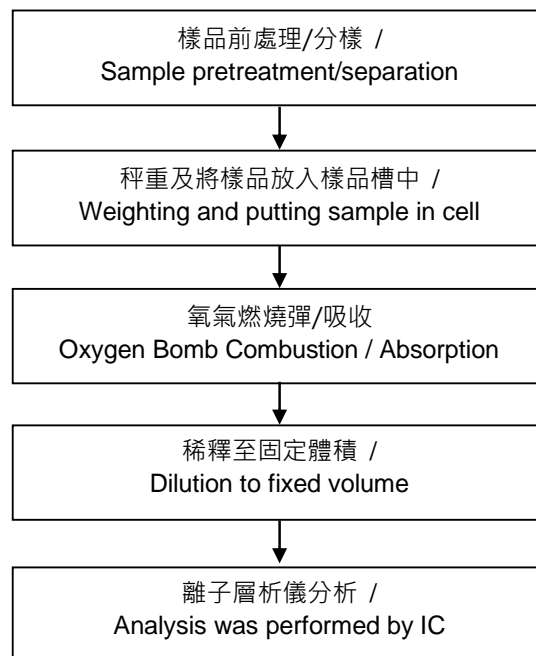 樣品前處理/分樣 /
Sample pretreatment/separation
秤重及將樣品放入樣品槽中 /
Weighting and putting sample in cell
氧氣燃燒彈/吸收
Oxygen Bomb Combustion / Absorption
稀釋至固定體積 /
Dilution to fixed volume
離子層析儀分析 /
Analysis was performed by IC